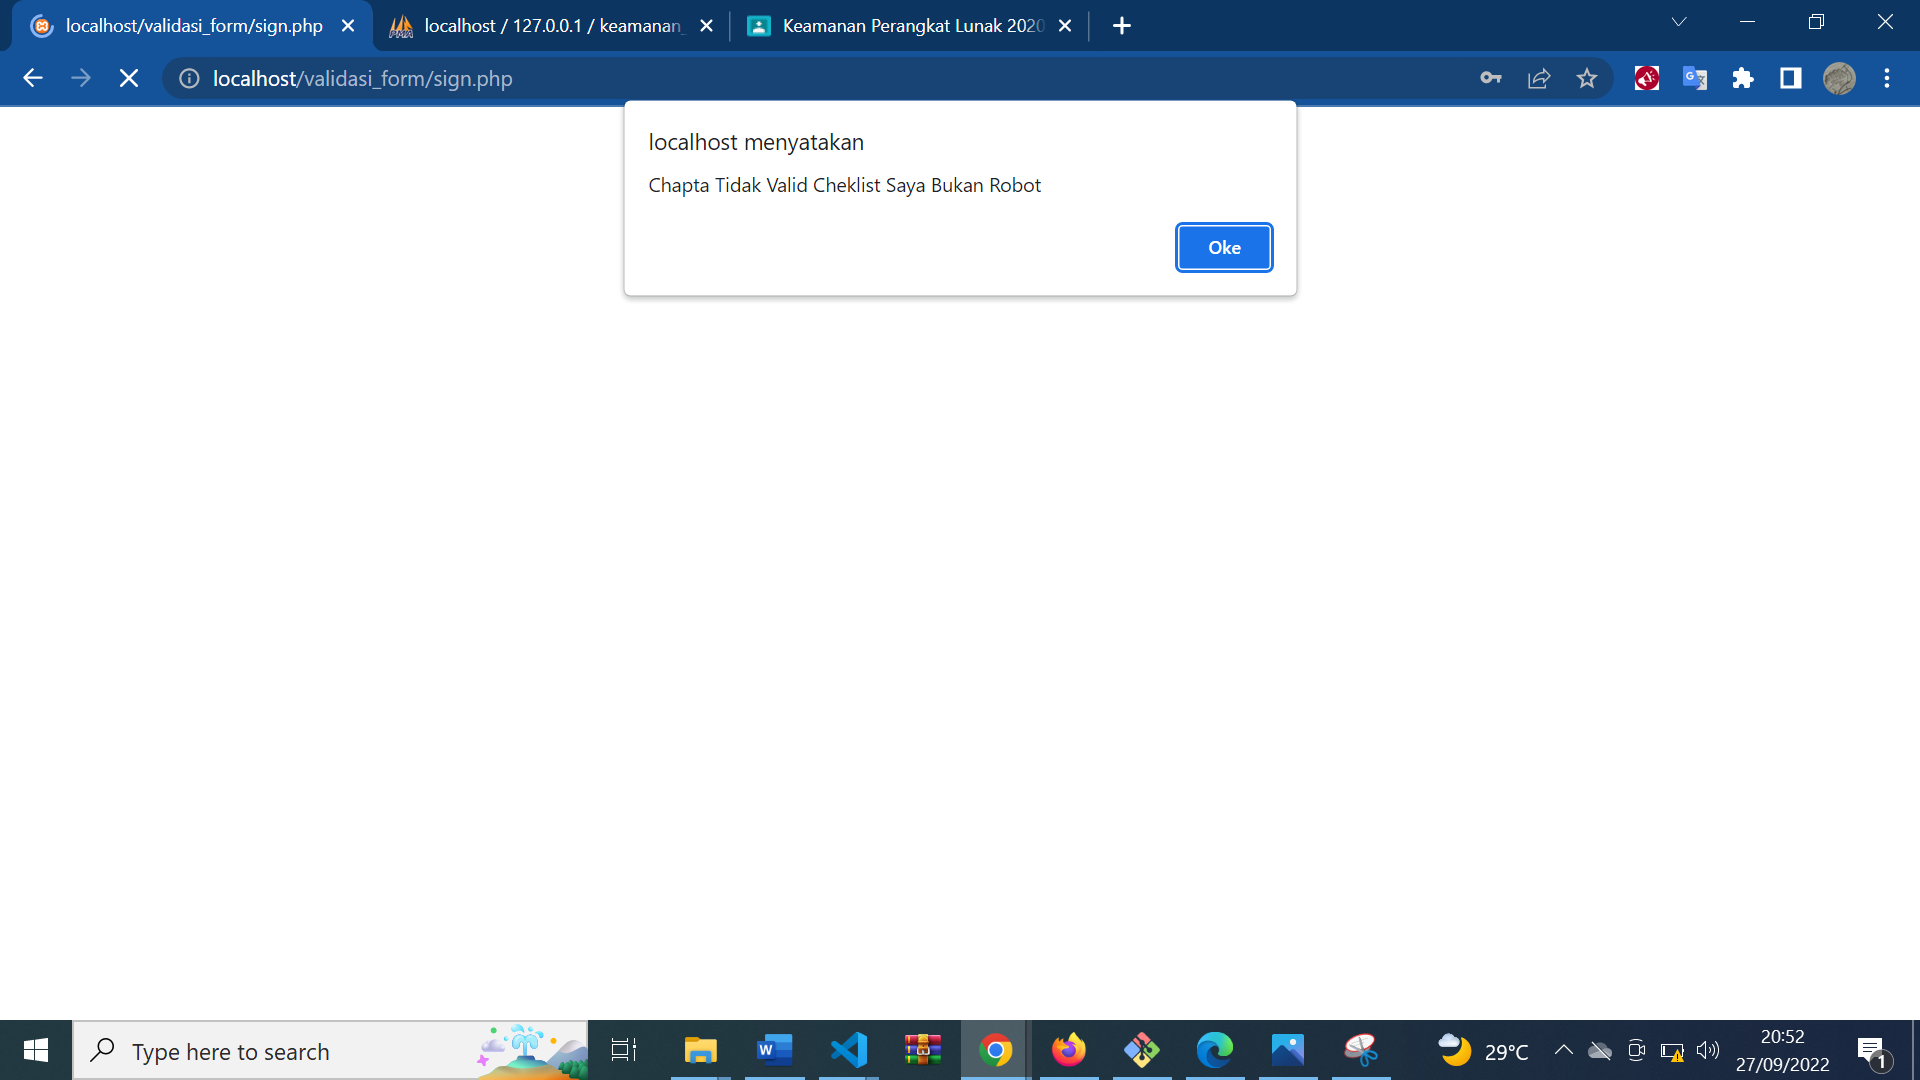 localhost/validasi_form/sign.php
localhost / 127.0.0.1 / keamanan_
Keamanan Perangkat Lunak 2020
localhost/validasi_form/sign.php
localhost menyatakan
Chapta Tidak Valid Cheklist Saya Bukan Robot
Oke
Type here to search
29°C
20:52
27/09/2022
1